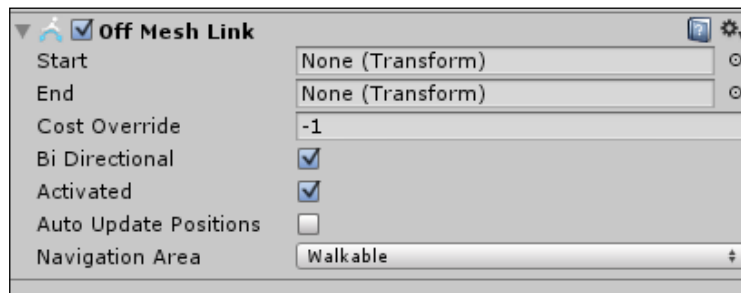 Off Mesh Link
Start None (Transform)
End None (Transform)
Cost Override -1
Bi Directional
Activated
Auto Update Positions
Navigation Area Walkable